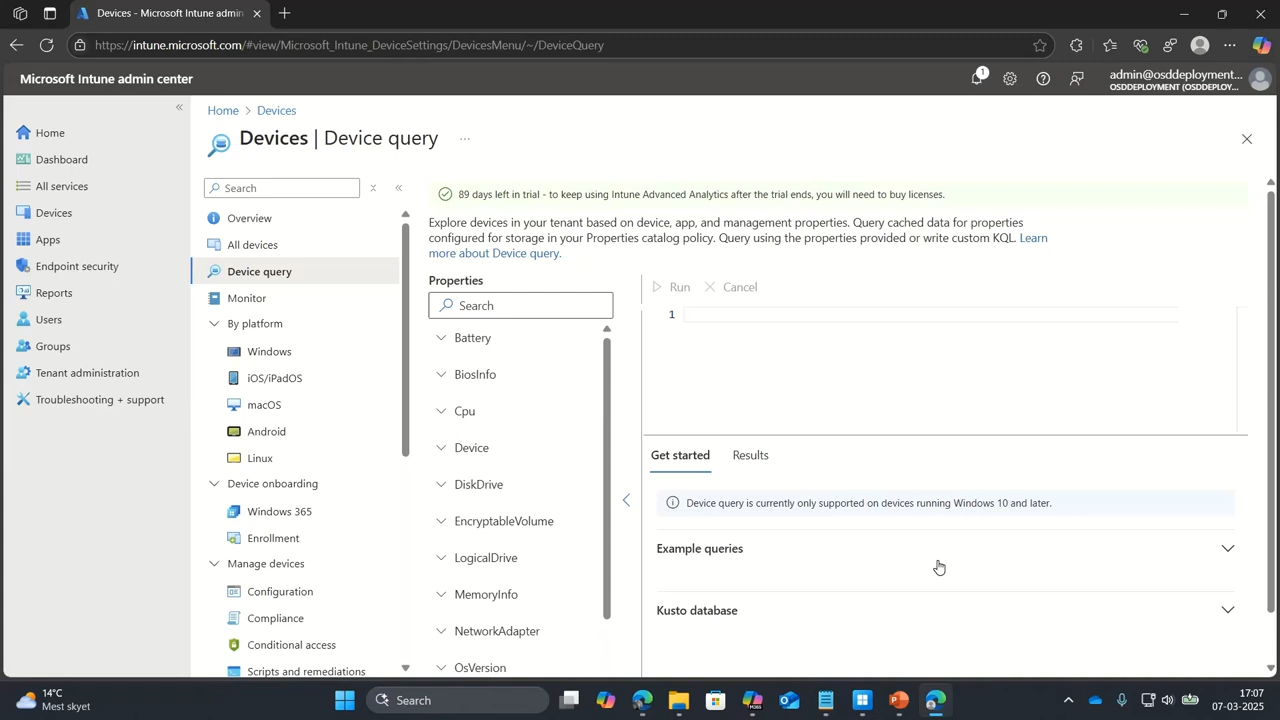 Devices - Microsoft Intune admin
https://intune.microsoft.com/#view/Microsoft_Intune_DeviceSettings/DevicesMenu/~/DeviceQuery
Microsoft Intune admin center
1
admin@osddeployment...
OSDDEPLOYMENT (OSDDEPLOY...
Home
Dashboard
All services
Devices
Apps
Endpoint security
Reports
Users
Groups
Tenant administration
Troubleshooting + support
Home > Devices
Devices | Device query ...
Search
Overview
All devices
Device query
Monitor
By platform
Windows
iOS/iPadOS
macOS
Android
Linux
Device onboarding
Windows 365
Enrollment
Manage devices
Configuration
Compliance
Conditional access
Scripts and remediations
89 days left in trial - to keep using Intune Advanced Analytics after the trial ends, you will need to buy licenses.
Explore devices in your tenant based on device, app, and management properties. Query cached data for properties
configured for storage in your Properties catalog policy. Query using the properties provided or write custom KQL. Learn
more about Device query.
Properties
Search
Battery
BiosInfo
Cpu
Device
DiskDrive
EncryptableVolume
LogicalDrive
MemoryInfo
NetworkAdapter
OsVersion
Run
Cancel
1
Get started
Results
Device query is currently only supported on devices running Windows 10 and later.
Example queries
Kusto database
14°C
Mest skyet
Search
17:07
07-03-2025